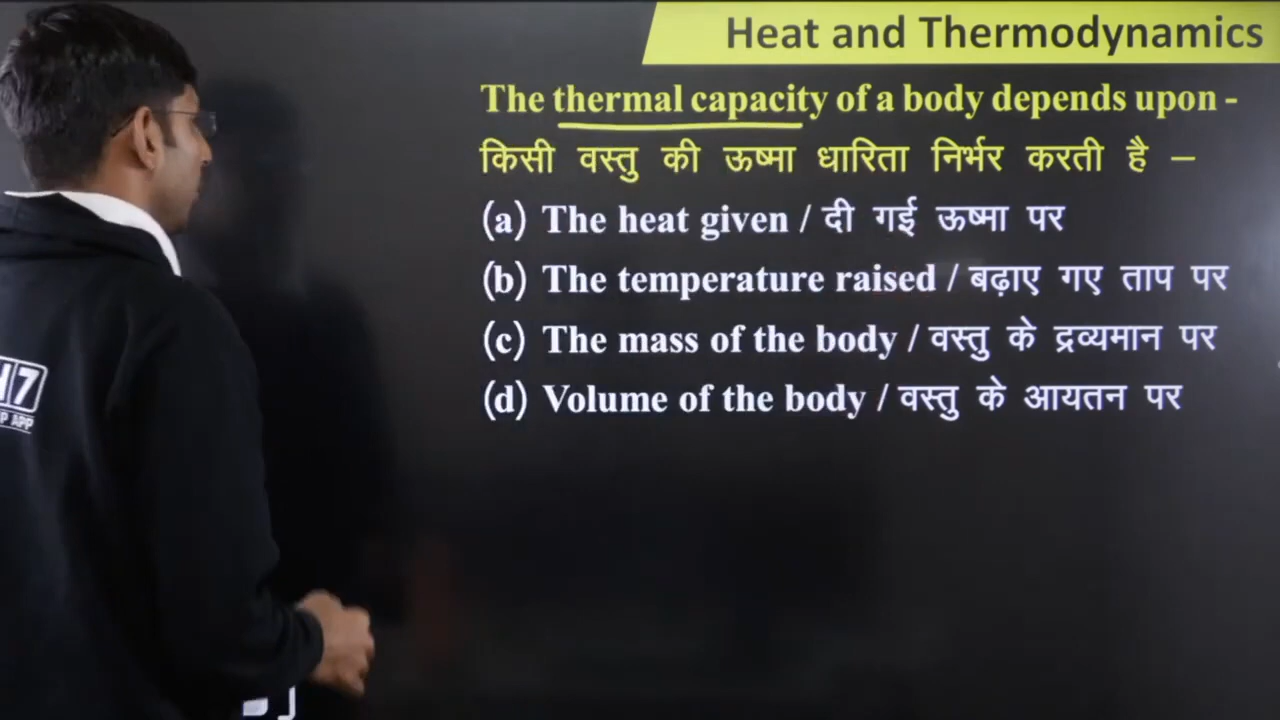 Heat and Thermodynamics
The thermal capacity of a body depends upon -
किसी वस्तु की ऊष्मा धारिता निर्भर करती है –
(a) The heat given / दी गई ऊष्मा पर
(b) The temperature raised / बढ़ाए गए ताप पर
(c) The mass of the body / वस्तु के द्रव्यमान पर
(d) Volume of the body / वस्तु के आयतन पर
7
P APP